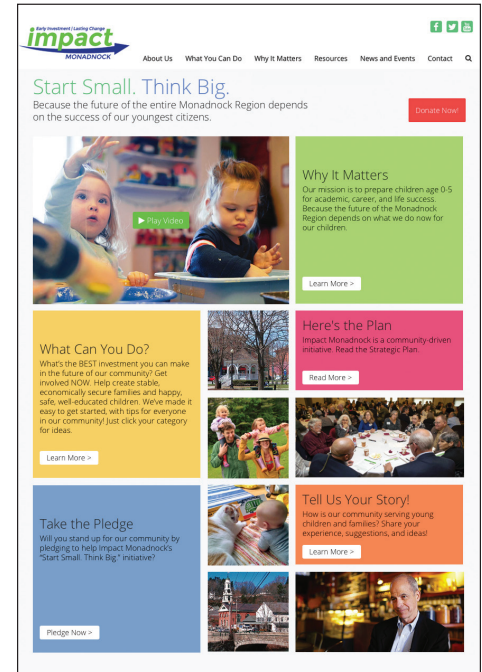 Early Investment | Lasting Change
impact
MONADNOCK
About Us
What You Can Do
Why It Matters
Resources
News and Events
Contact
Start Small. Think Big.
Because the future of the entire Monadnock Region depends
on the success of our youngest citizens.
Donate Now!
Play Video
Why It Matters
Our mission is to prepare children age 0-5
for academic, career, and life success.
Because the future of the Monadnock
Region depends on what we do now for
our children.
Learn More >
What Can You Do?
What's the BEST investment you can make
in the future of our community? Get
involved NOW. Help create stable,
economically secure families and happy,
safe, well-educated children. We've made it
easy to get started, with tips for everyone
in our community! Just click your category
for ideas.
Learn More >
Here's the Plan
Impact Monadnock is a community-driven
initiative. Read the Strategic Plan.
Read More >
Take the Pledge
Will you stand up for our community by
pledging to help Impact Monadnock's
"Start Small. Think Big." initiative?
Pledge Now >
Tell Us Your Story!
How is our community serving young
children and families? Share your
experience, suggestions, and ideas!
Learn More >